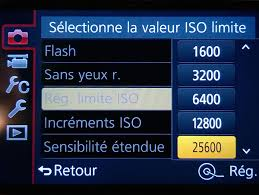 Sélectionne la valeur ISO limite
Flash 1600
Sans yeux r. 3200
Rég. limite ISO 6400
Incréments ISO 12800
Sensibilité étendue 25600
Retour Rég.